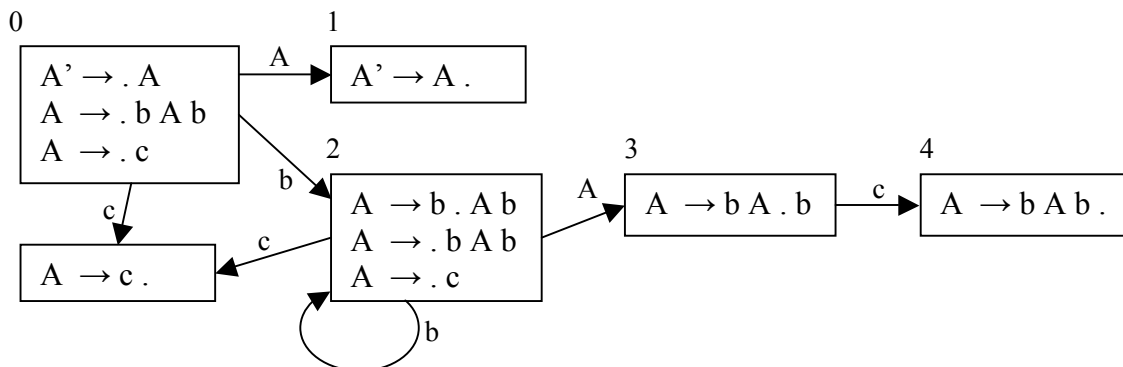 0
A’ → . A
A → . b A b
A → . c
A
1
A’ → A .
b
c
A → c .
c
2
A → b . A b
A → . b A b
A → . c
b
A
3
A → b A . b
c
4
A → b A b .